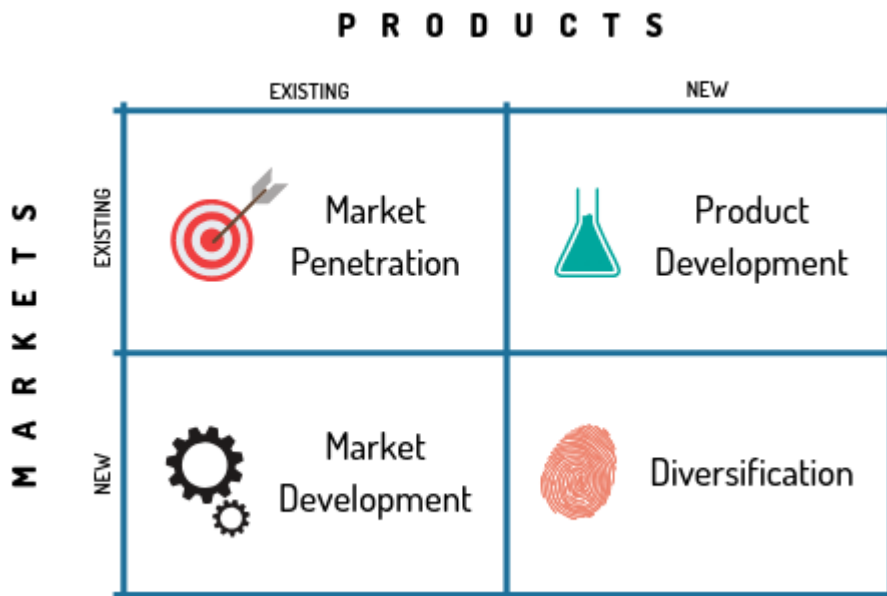 PRODUCTS
EXISTING
NEW
MARKETS
EXISTING
Market
Penetration
Product
Development
NEW
Market
Development
Diversification